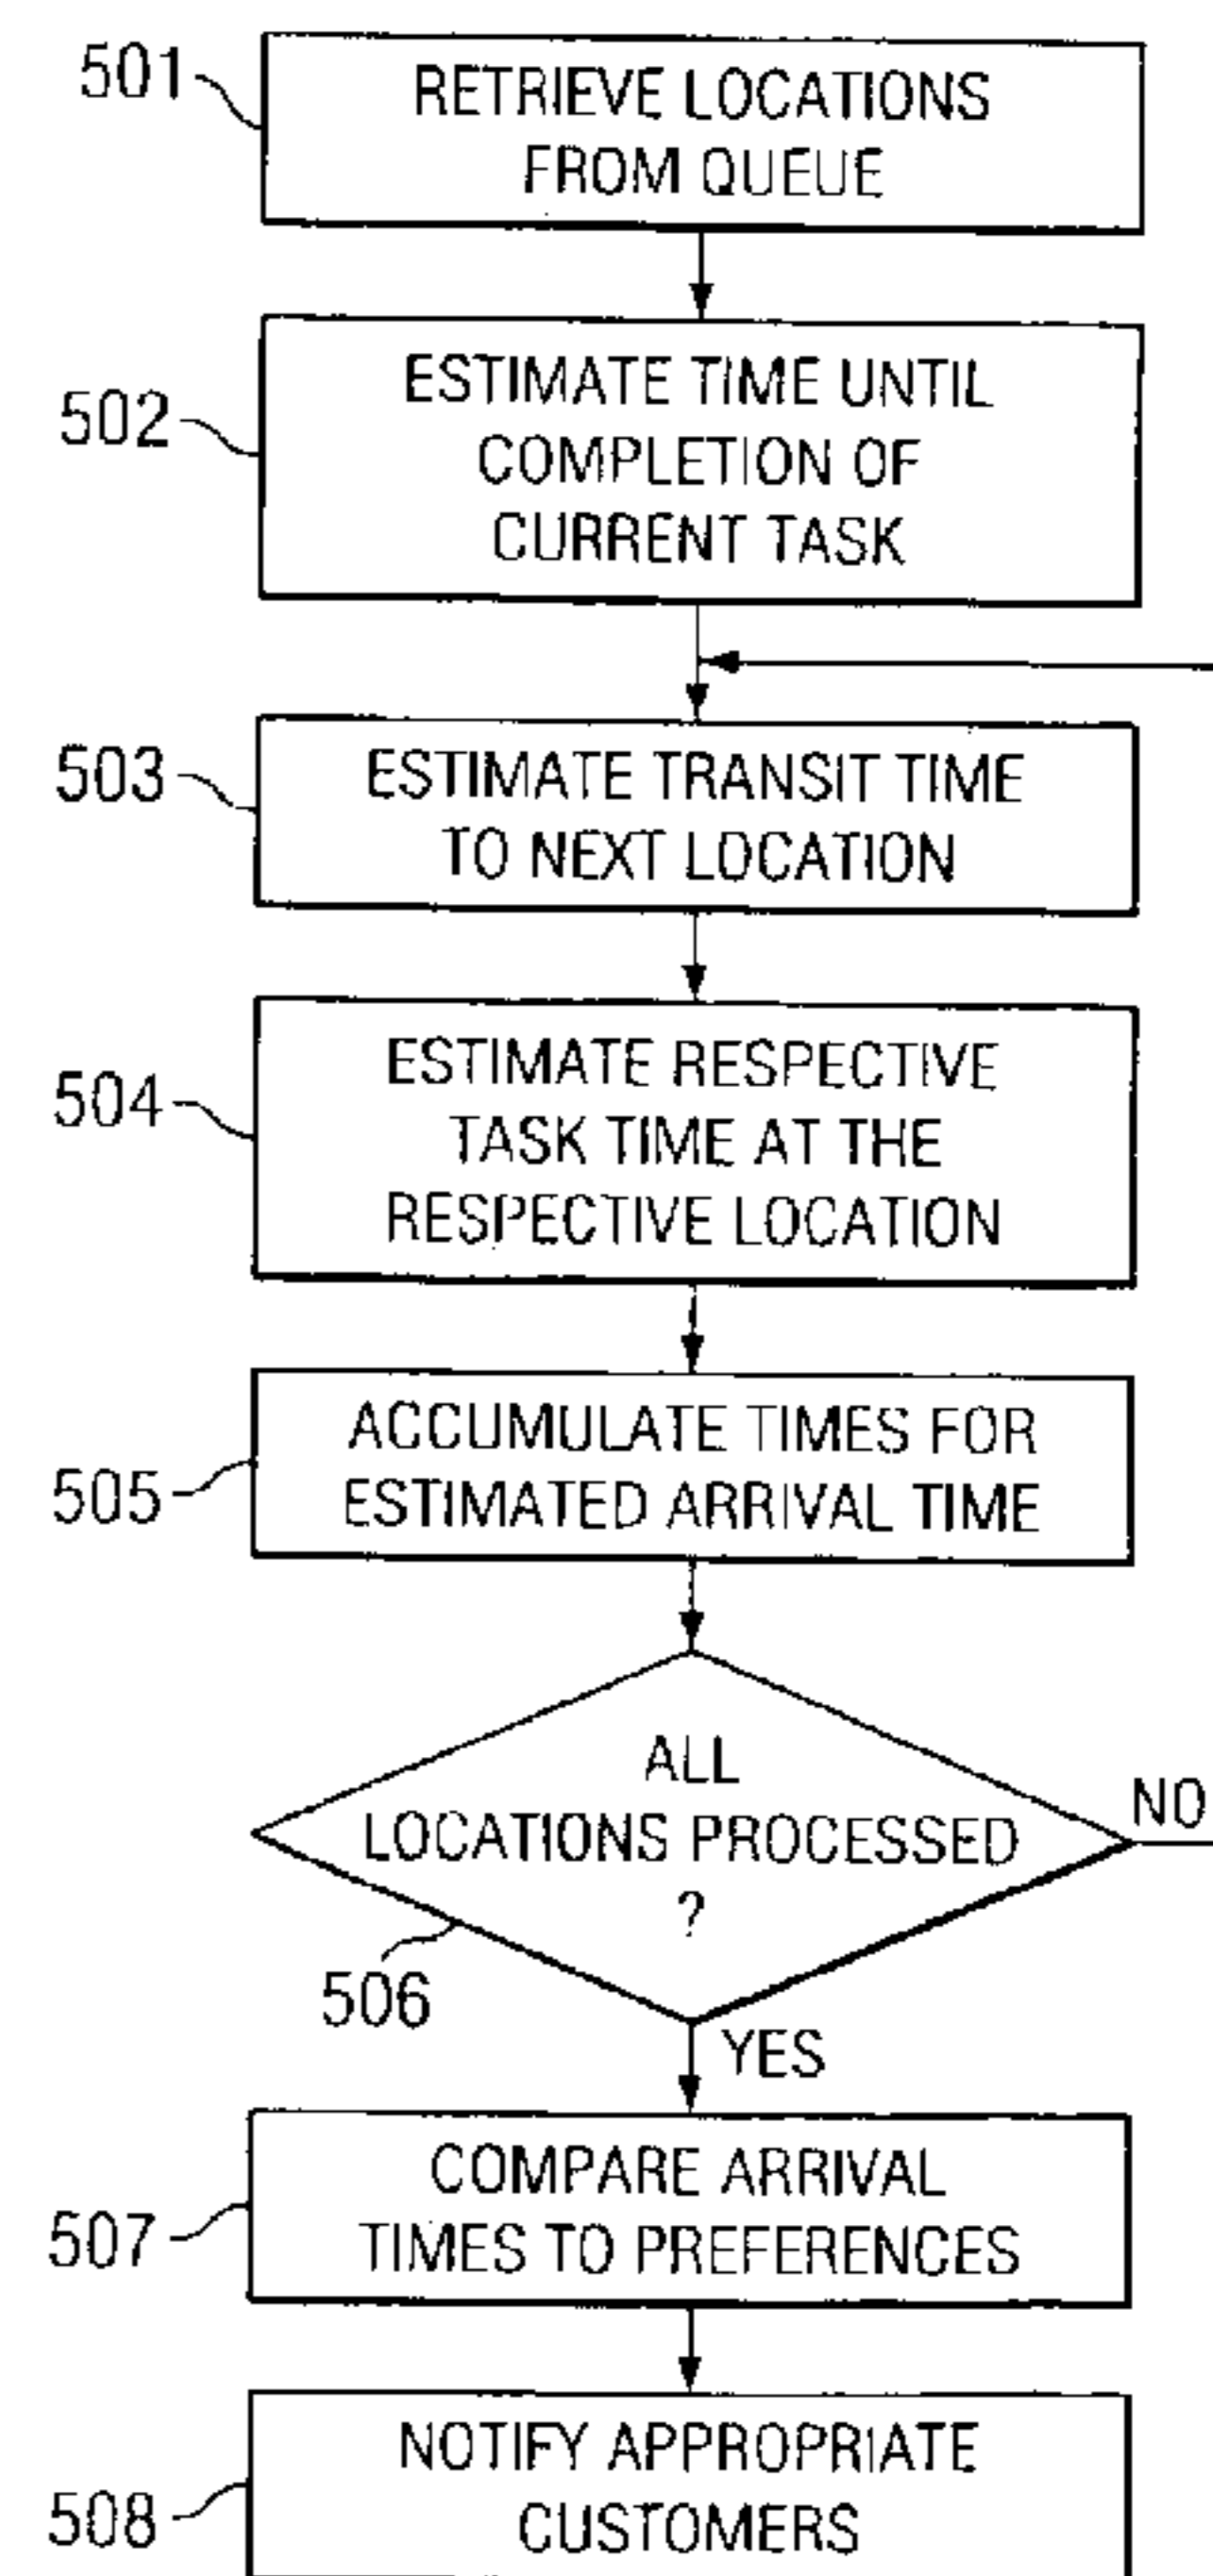 501
RETRIEVE LOCATIONS
FROM QUEUE
502
ESTIMATE TIME UNTIL
COMPLETION OF
CURRENT TASK
503
ESTIMATE TRANSIT TIME
TO NEXT LOCATION
504
ESTIMATE RESPECTIVE
TASK TIME AT THE
RESPECTIVE LOCATION
505
ACCUMULATE TIMES FOR
ESTIMATED ARRIVAL TIME
ALL
LOCATIONS PROCESSED
?
NO
506
YES
507
COMPARE ARRIVAL
TIMES TO PREFERENCES
508
NOTIFY APPROPRIATE
CUSTOMERS